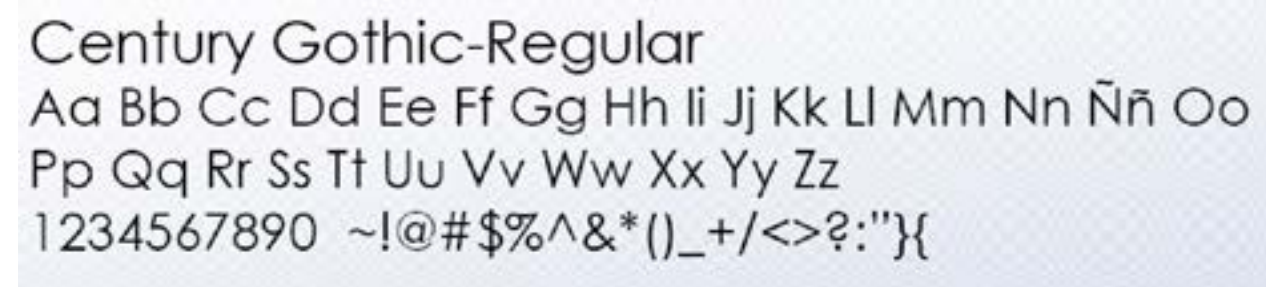 Century Gothic-Regular
Aa Bb Cc Dd Ee Ff Gg Hh Ii Jj Kk Ll Mm Nn Ññ Oo
Pp Qq Rr Ss Tt Uu Vv Ww Xx Yy Zz
1234567890 ~!@#$%^&*()_+/<>?:"}{